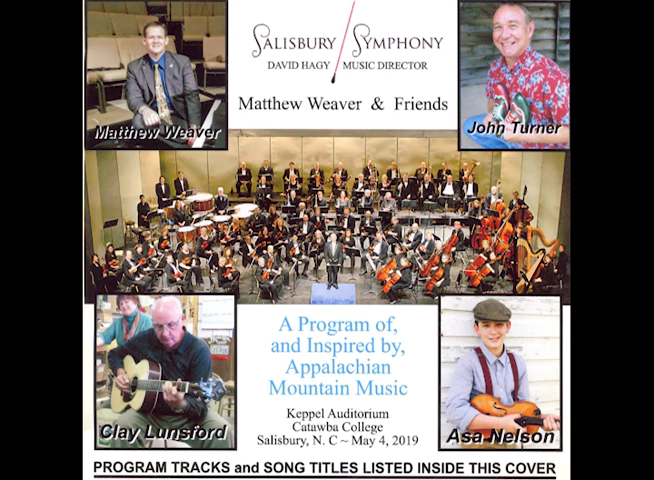 SALISBURY SYMPHONY
DAVID HAGY MUSIC DIRECTOR
Matthew Weaver & Friends
Matthew Weaver
John Turner
A Program of,
and Inspired by,
Appalachian
Mountain Music
Keppel Auditorium
Catawba College
Salisbury, N. C ~ May 4, 2019
Clay Lunsford
Asa Nelson
PROGRAM TRACKS and SONG TITLES LISTED INSIDE THIS COVER